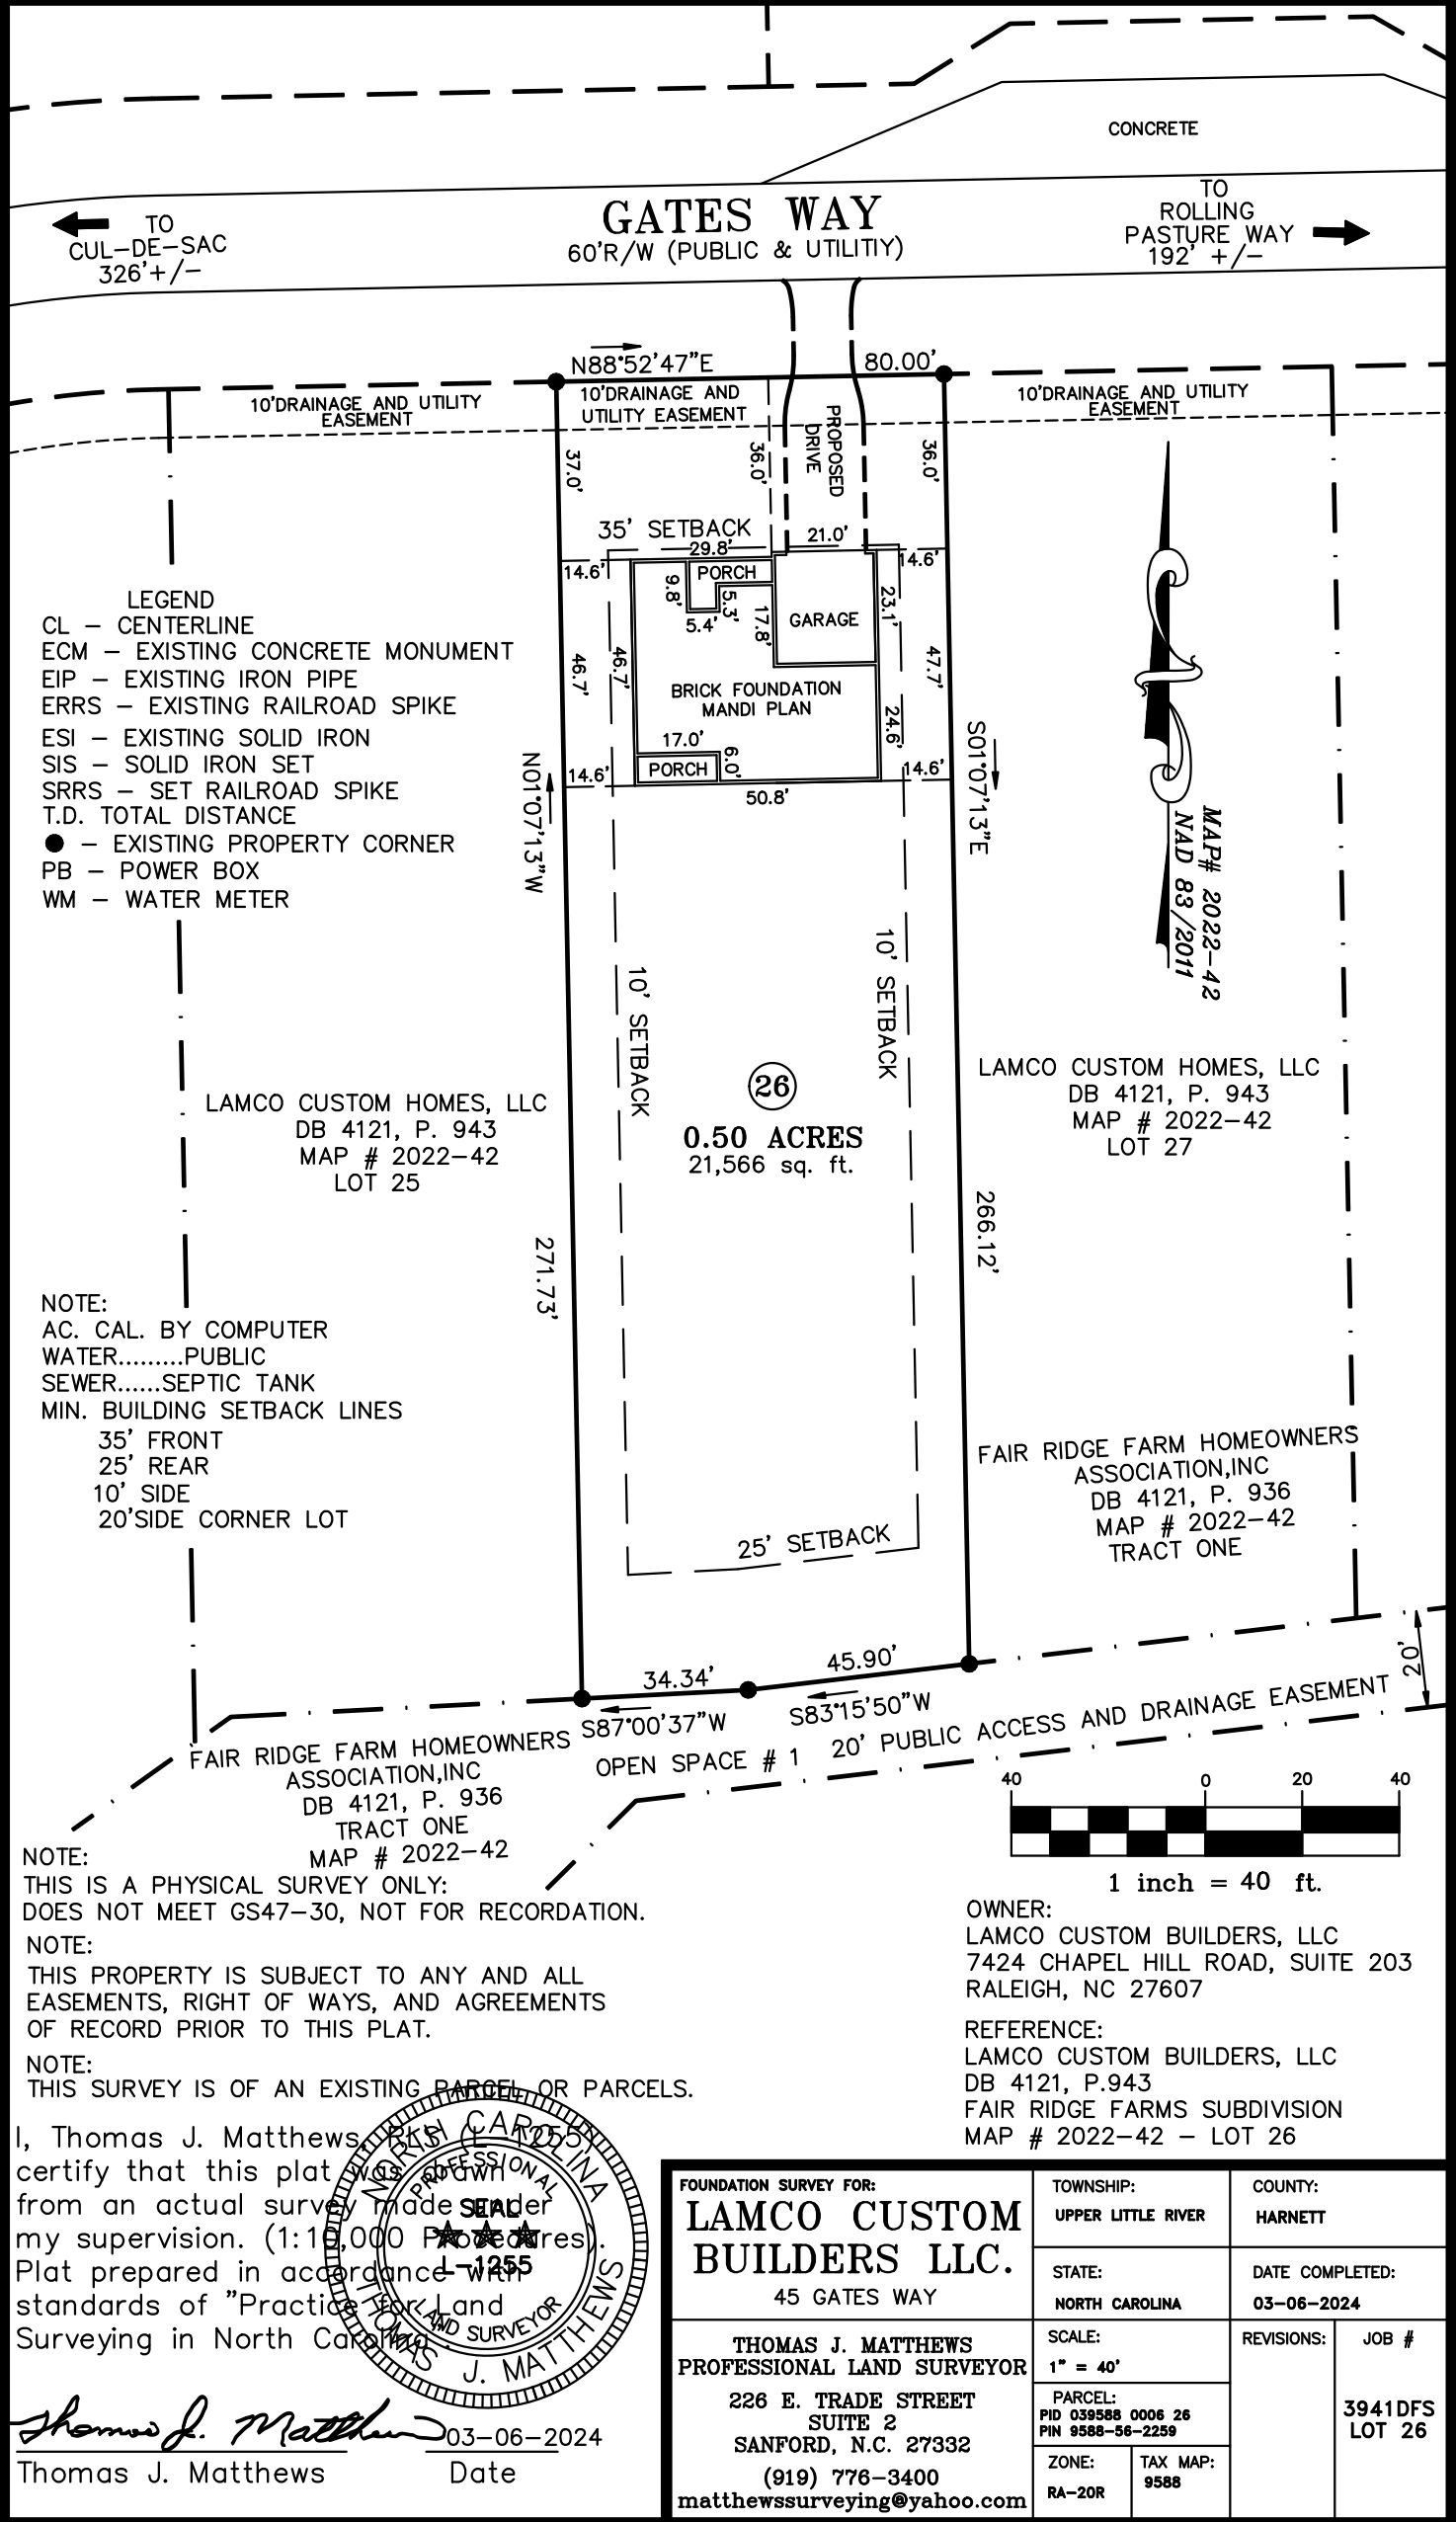 CONCRETE
TO
CUL-DE-SAC
326'+/-
GATES WAY
60'R/W (PUBLIC & UTILITIY)
TO
ROLLING
PASTURE WAY
192' +/-
N88°52'47"E
80.00'
10'DRAINAGE AND UTILITY
EASEMENT
10'DRAINAGE AND
UTILITY EASEMENT
10'DRAINAGE AND UTILITY
EASEMENT
PROPOSED
DRIVE
37.0'
36.0'
36.0'
35' SETBACK
29.8'
21.0'
14.6'
14.6'
PORCH
9.8'
5.3'
5.4'
17.8'
GARAGE
23.1'
46.7'
46.7'
47.7'
BRICK FOUNDATION
MANDI PLAN
24.6'
17.0'
PORCH
6.0'
14.6'
14.6'
50.8'
N01°07'13"W
S01°07'13"E
LEGEND
CL - CENTERLINE
ECM - EXISTING CONCRETE MONUMENT
EIP - EXISTING IRON PIPE
ERRS - EXISTING RAILROAD SPIKE
ESI - EXISTING SOLID IRON
SIS - SOLID IRON SET
SRRS - SET RAILROAD SPIKE
T.D. TOTAL DISTANCE
● - EXISTING PROPERTY CORNER
PB - POWER BOX
WM - WATER METER
MAP# 2022-42
NAD 83/2011
10' SETBACK
10' SETBACK
26
0.50 ACRES
21,566 sq. ft.
LAMCO CUSTOM HOMES, LLC
DB 4121, P. 943
MAP # 2022-42
LOT 25
LAMCO CUSTOM HOMES, LLC
DB 4121, P. 943
MAP # 2022-42
LOT 27
271.73'
266.12'
NOTE:
AC. CAL. BY COMPUTER
WATER.........PUBLIC
SEWER......SEPTIC TANK
MIN. BUILDING SETBACK LINES
35' FRONT
25' REAR
10' SIDE
20'SIDE CORNER LOT
25' SETBACK
FAIR RIDGE FARM HOMEOWNERS
ASSOCIATION,INC
DB 4121, P. 936
MAP # 2022-42
TRACT ONE
34.34'
45.90'
S87°00'37"W
S83°15'50"W
20'
OPEN SPACE # 1 20' PUBLIC ACCESS AND DRAINAGE EASEMENT
FAIR RIDGE FARM HOMEOWNERS
ASSOCIATION,INC
DB 4121, P. 936
TRACT ONE
MAP # 2022-42
40 0 20 40
1 inch = 40 ft.
NOTE:
THIS IS A PHYSICAL SURVEY ONLY:
DOES NOT MEET GS47-30, NOT FOR RECORDATION.
NOTE:
THIS PROPERTY IS SUBJECT TO ANY AND ALL
EASEMENTS, RIGHT OF WAYS, AND AGREEMENTS
OF RECORD PRIOR TO THIS PLAT.
NOTE:
THIS SURVEY IS OF AN EXISTING PARCEL OR PARCELS.
OWNER:
LAMCO CUSTOM BUILDERS, LLC
7424 CHAPEL HILL ROAD, SUITE 203
RALEIGH, NC 27607
REFERENCE:
LAMCO CUSTOM BUILDERS, LLC
DB 4121, P.943
FAIR RIDGE FARMS SUBDIVISION
MAP # 2022-42 - LOT 26
I, Thomas J. Matthews, PLS (L-1255)
certify that this plat was drawn
from an actual survey made under
my supervision. (1:10,000 Procedures).
Plat prepared in accordance with
standards of "Practice for Land
Surveying in North Carolina.
NORTH CAROLINA
PROFESSIONAL
SEAL
L-1255
LAND SURVEYOR
THOMAS J. MATTHEWS
Thomas J. Matthews
03-06-2024
Thomas J. Matthews
Date
FOUNDATION SURVEY FOR:
LAMCO CUSTOM
BUILDERS LLC.
45 GATES WAY
THOMAS J. MATTHEWS
PROFESSIONAL LAND SURVEYOR
226 E. TRADE STREET
SUITE 2
SANFORD, N.C. 27332
(919) 776-3400
matthewssurveying@yahoo.com
TOWNSHIP:
UPPER LITTLE RIVER
COUNTY:
HARNETT
STATE:
NORTH CAROLINA
DATE COMPLETED:
03-06-2024
SCALE:
1" = 40'
REVISIONS:
JOB #
3941DFS
LOT 26
PARCEL:
PID 039588 0006 26
PIN 9588-56-2259
ZONE:
RA-20R
TAX MAP:
9588